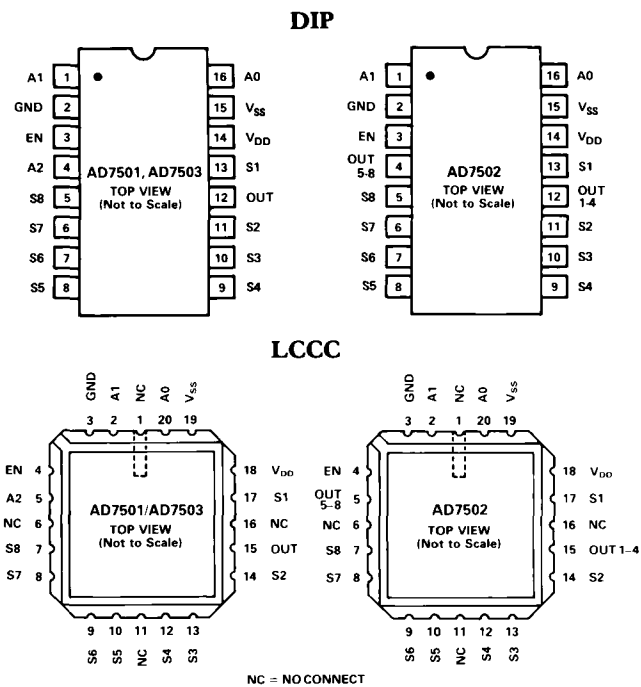 DIP
A1 1 16 A0
GND 2 15 VSS
EN 3 14 VDD
A2 4 13 S1
S8 5 12 OUT
S7 6 11 S2
S6 7 10 S3
S5 8 9 S4
AD7501, AD7503
TOP VIEW
(Not to Scale)
A1 1 16 A0
GND 2 15 VSS
EN 3 14 VDD
OUT
5-8 4 13 S1
S8 5 12 OUT
1-4
S7 6 11 S2
S6 7 10 S3
S5 8 9 S4
AD7502
TOP VIEW
(Not to Scale)
LCCC
GND A1 NC A0 VSS
3 2 1 20 19
EN 4 18 VDD
A2 5 17 S1
NC 6 16 NC
S8 7 15 OUT
S7 8 14 S2
AD7501/AD7503
TOP VIEW
(Not to Scale)
9 10 11 12 13
S6 S5 NC S4 S3
GND A1 NC A0 VSS
3 2 1 20 19
EN 4 18 VDD
OUT
5-8 5 17 S1
NC 6 16 NC
S8 7 15 OUT 1-4
S7 8 14 S2
AD7502
TOP VIEW
(Not to Scale)
9 10 11 12 13
S6 S5 NC S4 S3
NC = NO CONNECT